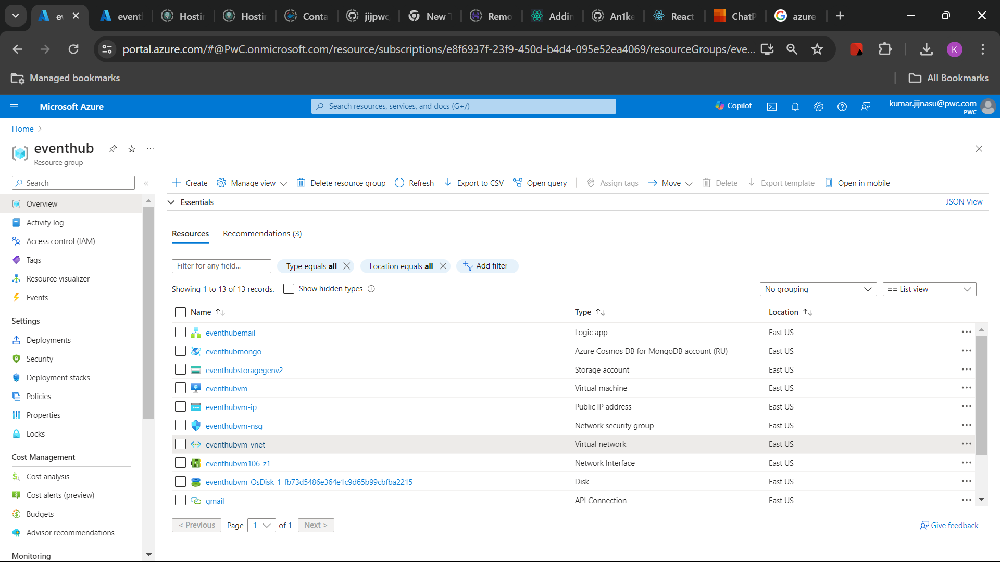 ev
event
Hostin
Hostin
Conta
jijpwc
New T
Remo
Addin
An1ke
React
ChatP
azure
portal.azure.com/#@PwC.onmicrosoft.com/resource/subscriptions/e8f6937f-23f9-450d-b4d4-095e52ea4069/resourceGroups/eve...
K
Managed bookmarks
All Bookmarks
Microsoft Azure
Search resources, services, and docs (G+/)
Copilot
kumar.jijnasu@pwc.com
PWC
Home
eventhub
Resource group
Search
Create
Manage view
Delete resource group
Refresh
Export to CSV
Open query
Assign tags
Move
Delete
Export template
Open in mobile
Overview
Activity log
Access control (IAM)
Tags
Resource visualizer
Events
Settings
Deployments
Security
Deployment stacks
Policies
Properties
Locks
Cost Management
Cost analysis
Cost alerts (preview)
Budgets
Advisor recommendations
Monitoring
Essentials
JSON View
Resources
Recommendations (3)
Filter for any field...
Type equals all
Location equals all
Add filter
Showing 1 to 13 of 13 records.
Show hidden types
No grouping
List view
Name Type Location
eventhubemail Logic app East US
eventhubmongo Azure Cosmos DB for MongoDB account (RU) East US
eventhubstoragegenv2 Storage account East US
eventhubvm Virtual machine East US
eventhubvm-ip Public IP address East US
eventhubvm-nsg Network security group East US
eventhubvm-vnet Virtual network East US
eventhubvm106_z1 Network Interface East US
eventhubvm_OsDisk_1_fb73d5486e364e1c9d65b99cbfba2215 Disk East US
gmail API Connection East US
< Previous Page 1 of 1 Next >
Give feedback